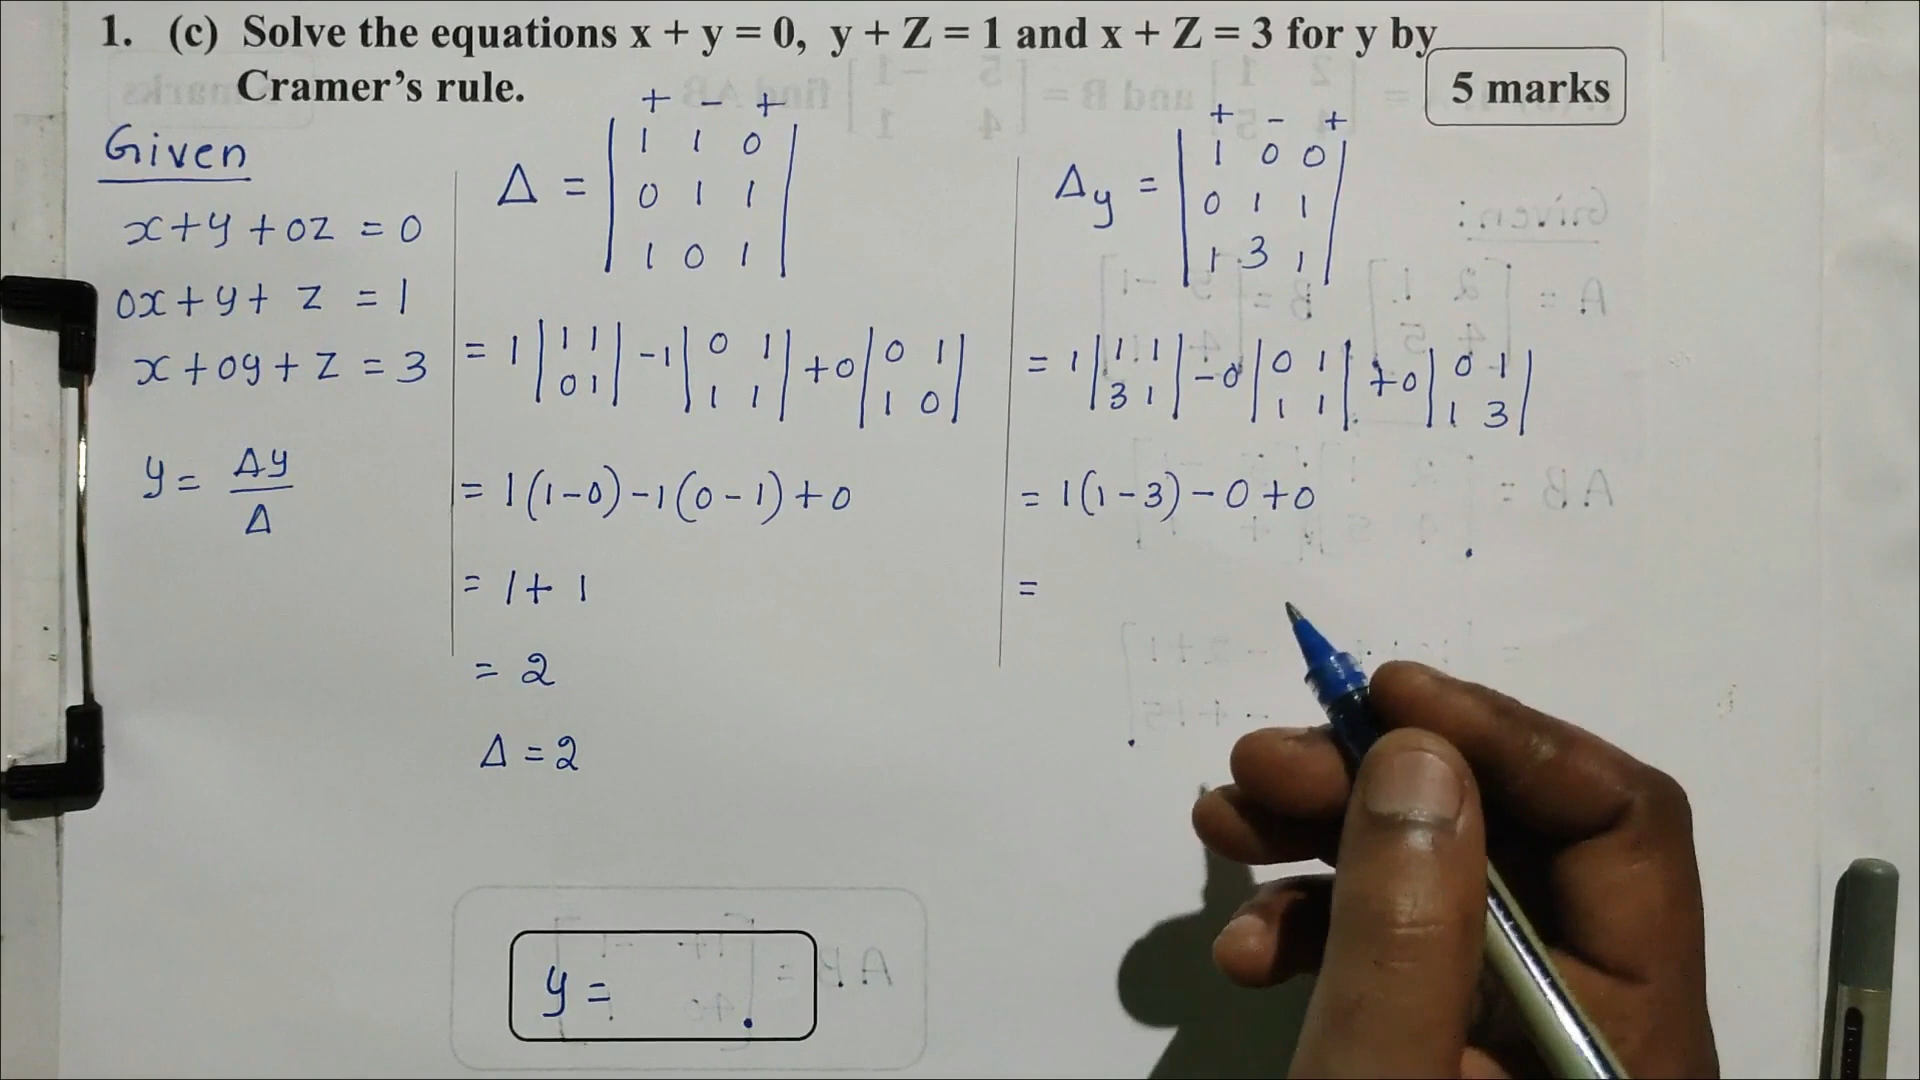 1. (c) Solve the equations x + y = 0, y + Z = 1 and x + Z = 3 for y by
Cramer's rule.
5 marks
Given
x + y + 0z = 0
0x + y + z = 1
x + 0y + z = 3
y = Δy
Δ
+ - +
Δ = | 1 1 0 |
| 0 1 1 |
| 1 0 1 |
= 1 | 1 1 | - 1 | 0 1 | + 0 | 0 1 |
| 0 1 | | 1 1 | | 1 0 |
= 1(1-0) - 1(0-1) + 0
= 1 + 1
= 2
Δ = 2
+ - +
Δy = | 1 0 0 |
| 0 1 1 |
| 1 3 1 |
= 1 | 1 1 | - 0 | 0 1 | + 0 | 0 1 |
| 3 1 | | 1 1 | | 1 3 |
= 1(1-3) - 0 + 0
=
y =